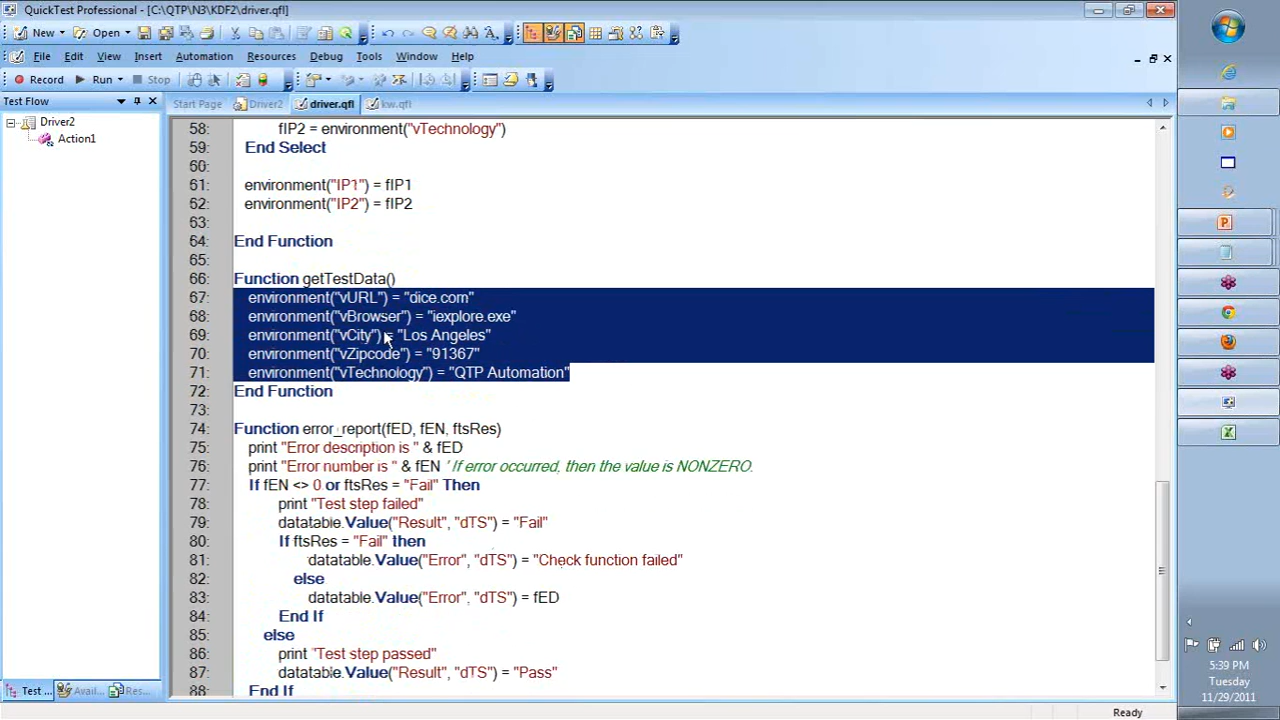 QuickTest Professional - [C:\QTP\N3\KDF2\driver.qfl]
New Open
File Edit View Insert Automation Resources Debug Tools Window Help
Record Run Stop
Test Flow
Start Page Driver2 driver.qfl kw.qfl
Driver2
Action1
58: fIP2 = environment("vTechnology")
59: End Select
60:
61: environment("IP1") = fIP1
62: environment("IP2") = fIP2
63:
64: End Function
65:
66: Function getTestData()
67: environment("vURL") = "dice.com"
68: environment("vBrowser") = "iexplore.exe"
69: environment("vCity") = "Los Angeles"
70: environment("vZipcode") = "91367"
71: environment("vTechnology") = "QTP Automation"
72: End Function
73:
74: Function error_report(fED, fEN, ftsRes)
75: print "Error description is " & fED
76: print "Error number is " & fEN ' If error occurred, then the value is NONZERO.
77: If fEN <> 0 or ftsRes = "Fail" Then
78: print "Test step failed"
79: datatable.Value("Result", "dTS") = "Fail"
80: If ftsRes = "Fail" then
81: datatable.Value("Error", "dTS") = "Check function failed"
82: else
83: datatable.Value("Error", "dTS") = fED
84: End If
85: else
86: print "Test step passed"
87: datatable.Value("Result", "dTS") = "Pass"
88: End If
Test ... Avai... Res...
Ready
5:39 PM
Tuesday
11/29/2011